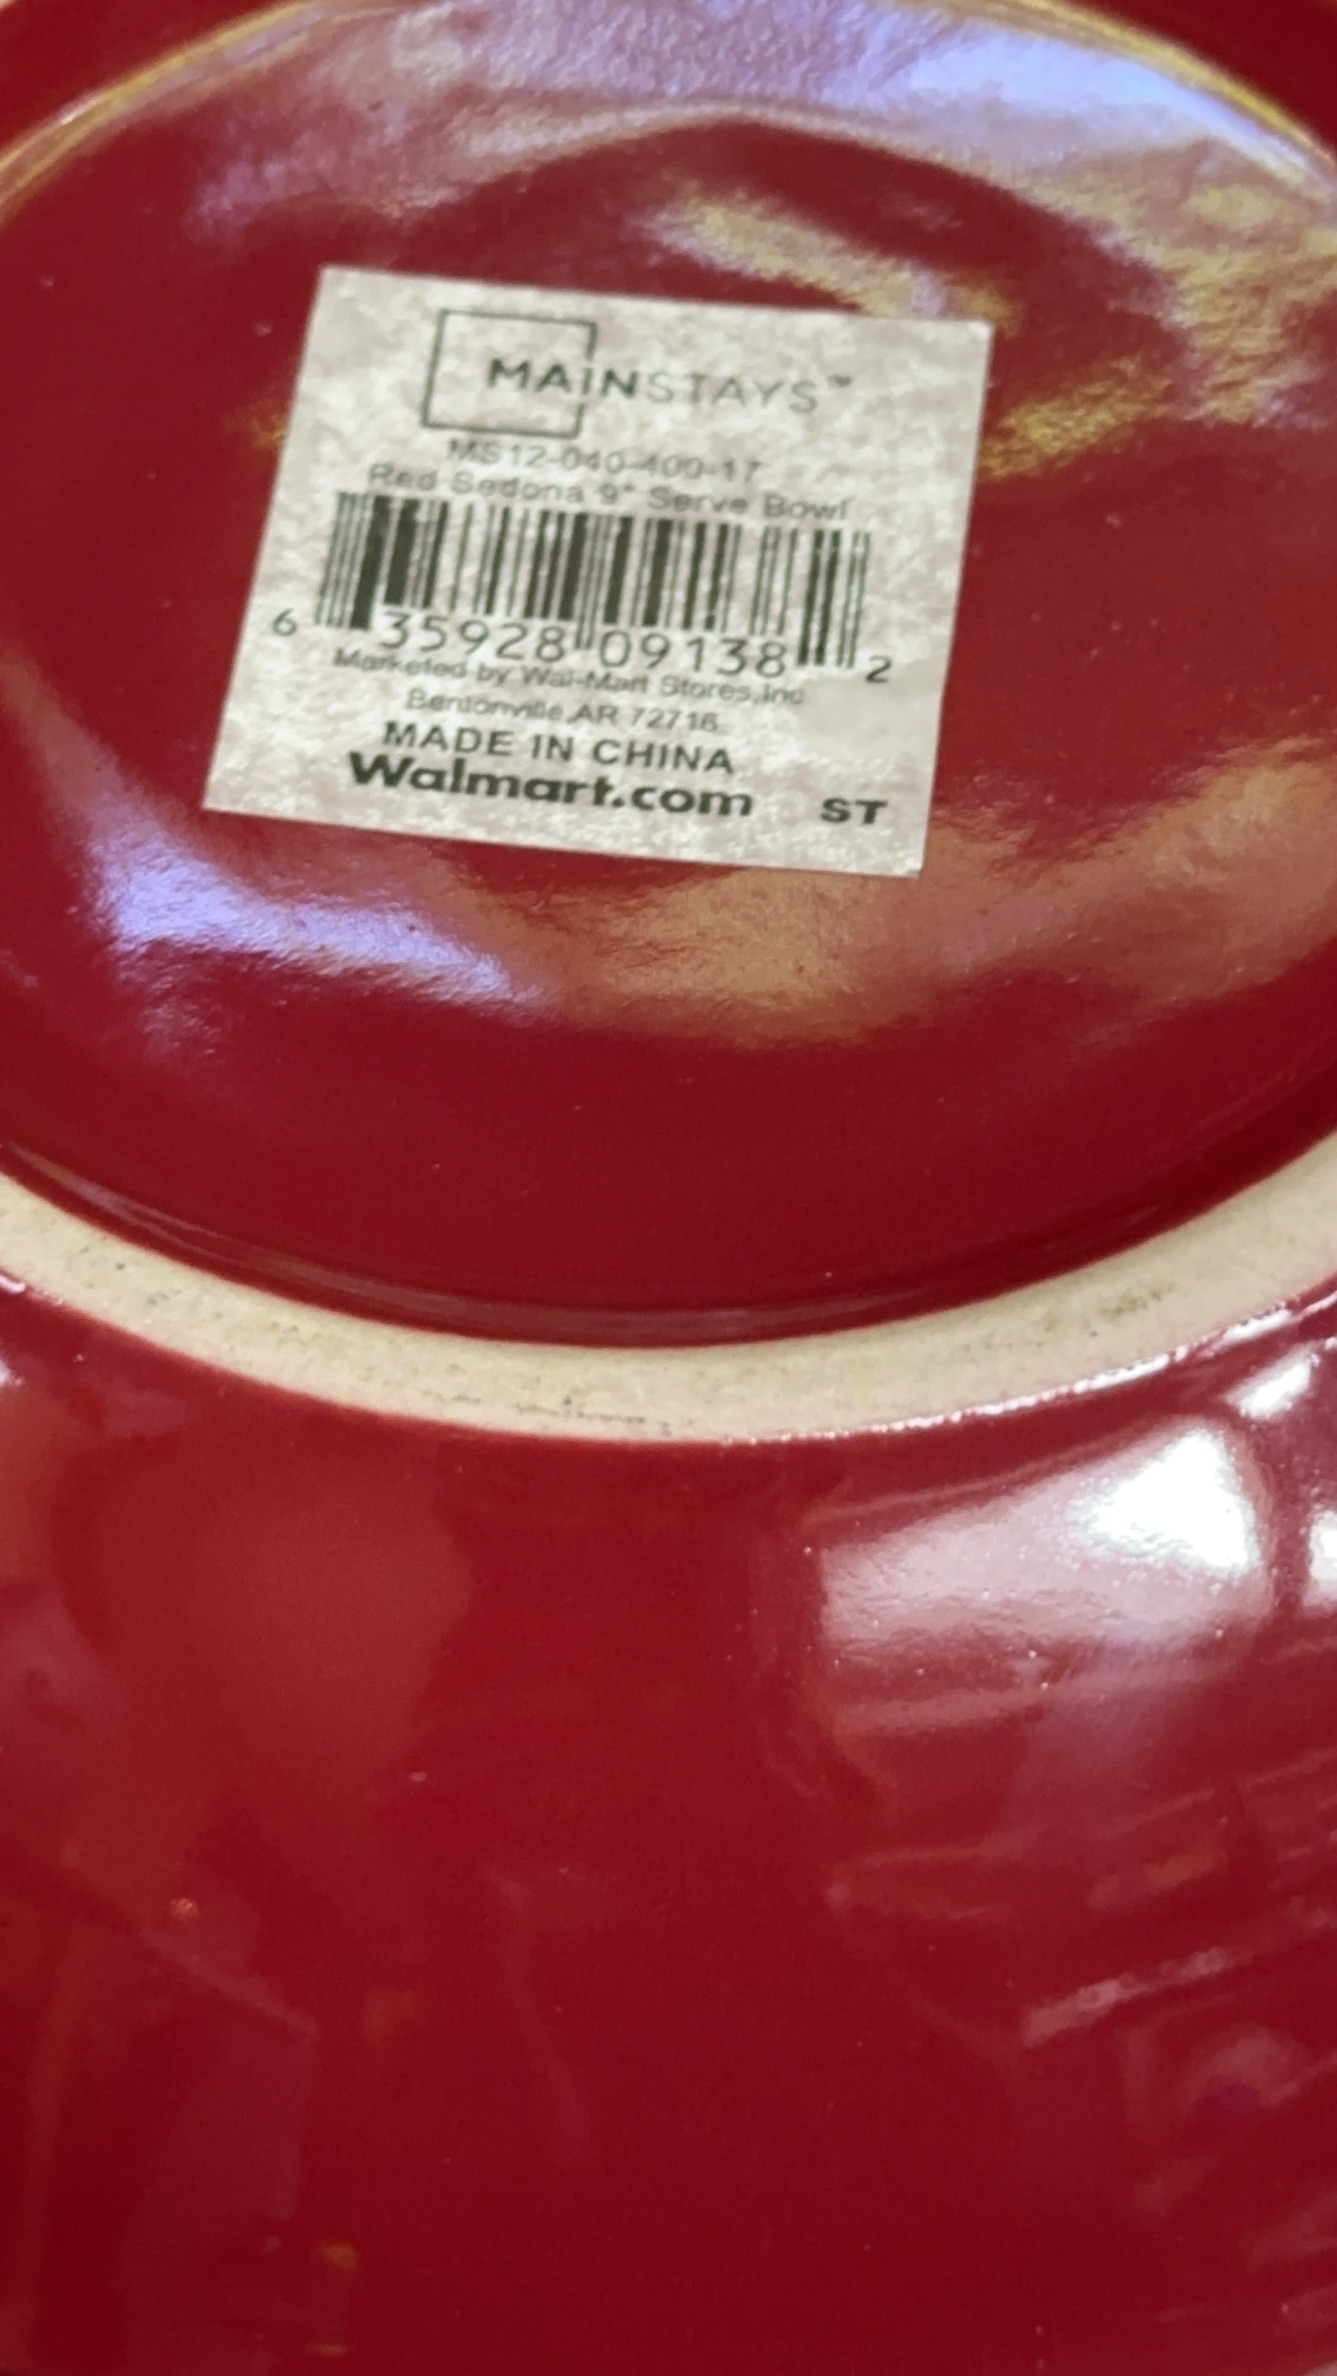 MAINSTAYS™
MS12-040-400-17
Red Sedona 9" Serve Bowl
6 35928 09138 2
Marketed by Wal-Mart Stores,Inc
Bentonville,AR 72716
MADE IN CHINA
Walmart.com ST